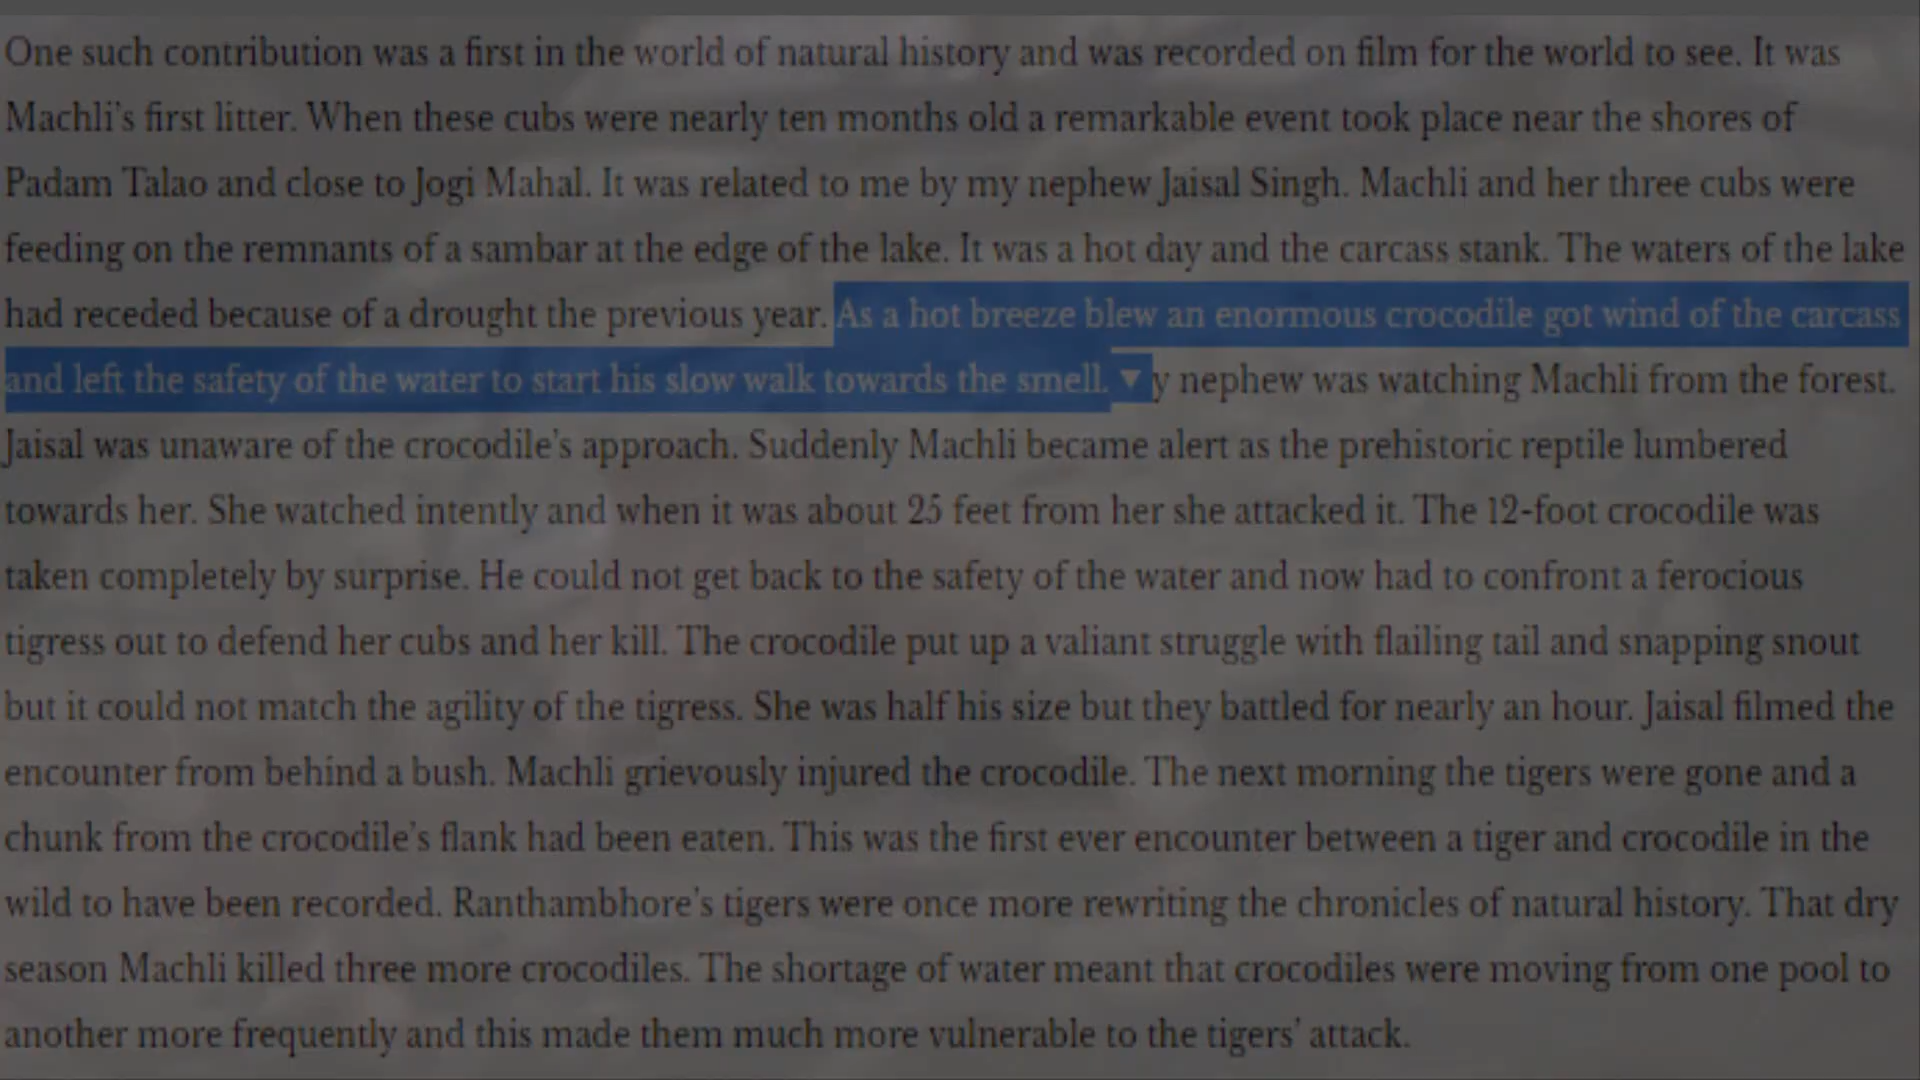 One such contribution was a first in the world of natural history and was recorded on film for the world to see. It was
Machli's first litter. When these cubs were nearly ten months old a remarkable event took place near the shores of
Padam Talao and close to Jogi Mahal. It was related to me by my nephew Jaisal Singh. Machli and her three cubs were
feeding on the remnants of a sambar at the edge of the lake. It was a hot day and the carcass stank. The waters of the lake
had receded because of a drought the previous year. As a hot breeze blew an enormous crocodile got wind of the carcass
and left the safety of the water to start his slow walk towards the smell. y nephew was watching Machli from the forest.
Jaisal was unaware of the crocodile's approach. Suddenly Machli became alert as the prehistoric reptile lumbered
towards her. She watched intently and when it was about 25 feet from her she attacked it. The 12-foot crocodile was
taken completely by surprise. He could not get back to the safety of the water and now had to confront a ferocious
tigress out to defend her cubs and her kill. The crocodile put up a valiant struggle with flailing tail and snapping snout
but it could not match the agility of the tigress. She was half his size but they battled for nearly an hour. Jaisal filmed the
encounter from behind a bush. Machli grievously injured the crocodile. The next morning the tigers were gone and a
chunk from the crocodile's flank had been eaten. This was the first ever encounter between a tiger and crocodile in the
wild to have been recorded. Ranthambhore's tigers were once more rewriting the chronicles of natural history. That dry
season Machli killed three more crocodiles. The shortage of water meant that crocodiles were moving from one pool to
another more frequently and this made them much more vulnerable to the tigers' attack.